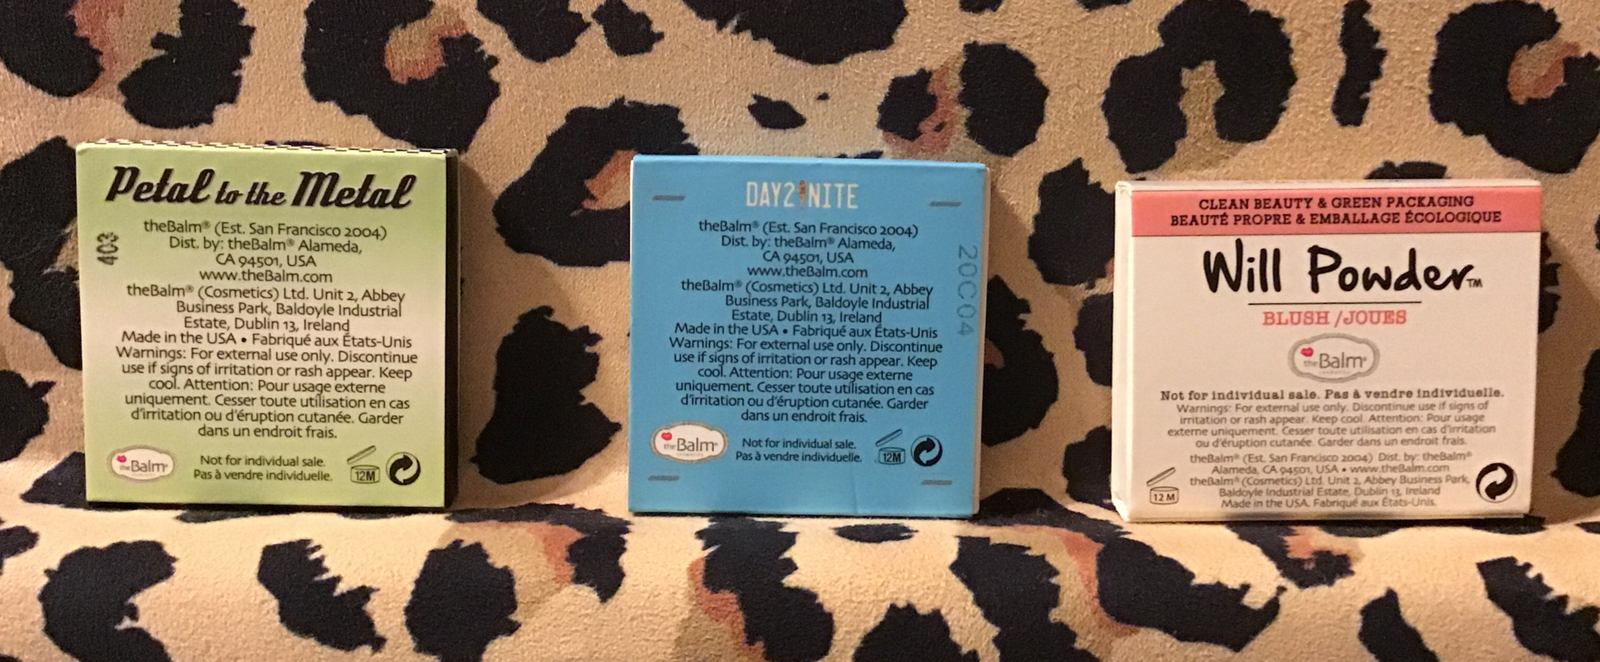 Petal to the Metal
403
theBalm® (Est. San Francisco 2004)
Dist. by: theBalm® Alameda,
CA 94501, USA
www.theBalm.com
theBalm® (Cosmetics) Ltd. Unit 2, Abbey
Business Park, Baldoyle Industrial
Estate, Dublin 13, Ireland
Made in the USA • Fabriqué aux États-Unis
Warnings: For external use only. Discontinue
use if signs of irritation or rash appear. Keep
cool. Attention: Pour usage externe
uniquement. Cesser toute utilisation en cas
d'irritation ou d'éruption cutanée. Garder
dans un endroit frais.
theBalm®
Not for individual sale.
Pas à vendre individuelle.
12M
DAY2NITE
theBalm® (Est. San Francisco 2004)
Dist. by: theBalm® Alameda,
CA 94501, USA
www.theBalm.com
theBalm® (Cosmetics) Ltd. Unit 2, Abbey
Business Park, Baldoyle Industrial
Estate, Dublin 13, Ireland
Made in the USA • Fabriqué aux États-Unis
Warnings: For external use only. Discontinue
use if signs of irritation or rash appear. Keep
cool. Attention: Pour usage externe
uniquement. Cesser toute utilisation en cas
d'irritation ou d'éruption cutanée. Garder
dans un endroit frais.
20C04
theBalm®
cosmetics
Not for individual sale.
Pas à vendre individuelle.
12M
CLEAN BEAUTY & GREEN PACKAGING
BEAUTÉ PROPRE & EMBALLAGE ÉCOLOGIQUE
Will Powder™
BLUSH /JOUES
theBalm®
cosmetics
Not for individual sale. Pas à vendre individuelle.
Warnings: For external use only. Discontinue use if signs of
irritation or rash appear. Keep cool. Attention: Pour usage
externe uniquement. Cesser toute utilisation en cas d'irritation
ou d'éruption cutanée. Garder dans un endroit frais.
theBalm® (Est. San Francisco 2004) Dist. by: theBalm®
Alameda, CA 94501, USA • www.theBalm.com
theBalm® (Cosmetics) Ltd. Unit 2, Abbey Business Park,
Baldoyle Industrial Estate, Dublin 13, Ireland
Made in the USA. Fabriqué aux États-Unis.
12 M